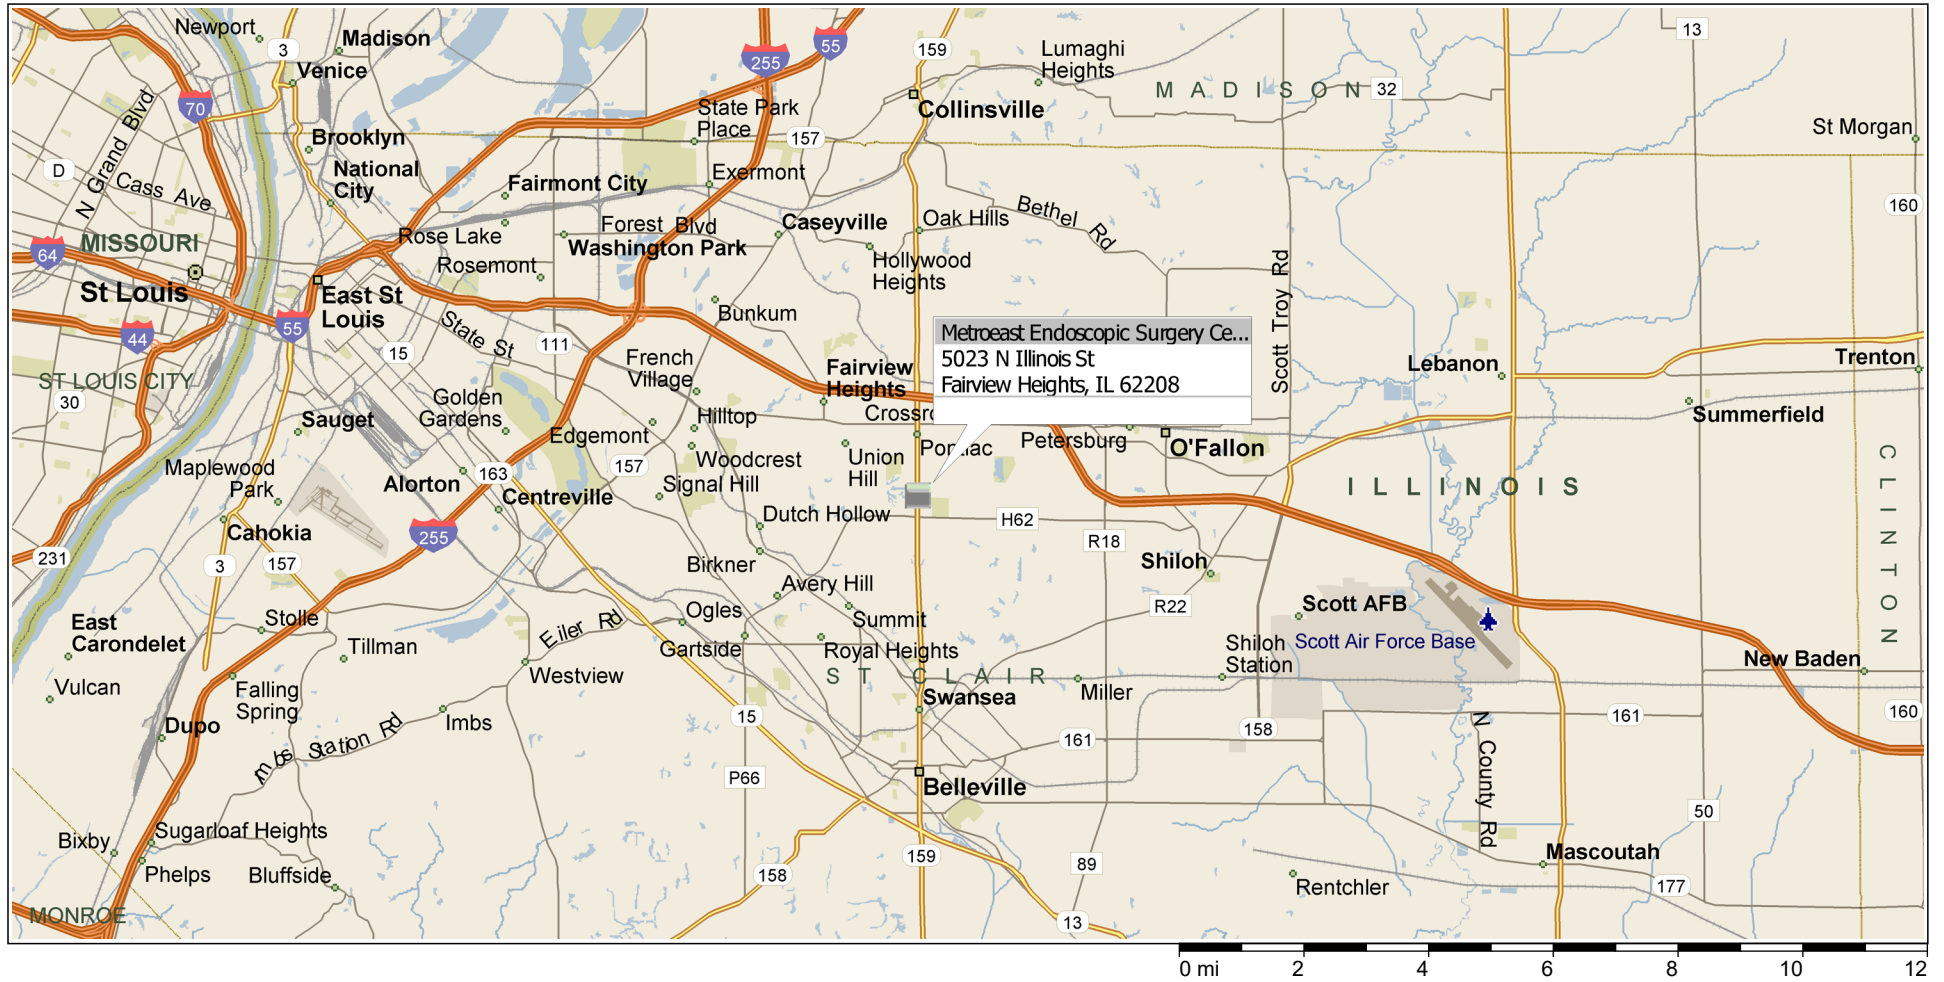 Newport
3
Madison
Venice
70
255
55
159
Lumaghi
Heights
13
MADISON
32
State Park
Place
Collinsville
St Morgan
N Grand Blvd
Brooklyn
157
D
Cass Ave
National
City
Fairmont City
Exermont
160
Forest Blvd
Caseyville
Oak Hills
Bethel Rd
MISSOURI
64
Rose Lake
Washington Park
Rosemont
Hollywood
Heights
Scott Troy Rd
St Louis
East St
Louis
55
44
State St
Bunkum
Metroeast Endoscopic Surgery Ce...
5023 N Illinois St
Fairview Heights, IL 62208
15
111
French
Village
Fairview
Heights
Lebanon
Trenton
ST LOUIS CITY
30
Golden
Gardens
Crossro
Sauget
Hilltop
Summerfield
Edgemont
Petersburg
O'Fallon
Pontiac
Union
Hill
Woodcrest
157
Maplewood
Park
Alorton
163
Centreville
Signal Hill
ILLINOIS
CLINTON
Dutch Hollow
H62
Cahokia
255
R18
231
3
157
Birkner
Shiloh
Avery Hill
R22
Scott AFB
East
Carondelet
Stolle
Eiler Rd
Ogles
Summit
Tillman
Gartside
Royal Heights
Shiloh
Station
Scott Air Force Base
New Baden
Vulcan
Westview
ST CLAIR
Falling
Spring
Swansea
Miller
Dupo
Imbs
Imbs Station Rd
15
161
158
161
160
N County Rd
P66
Belleville
50
Bixby
Sugarloaf Heights
Phelps
Bluffside
159
158
89
Mascoutah
Rentchler
177
MONROE
13
0 mi 2 4 6 8 10 12